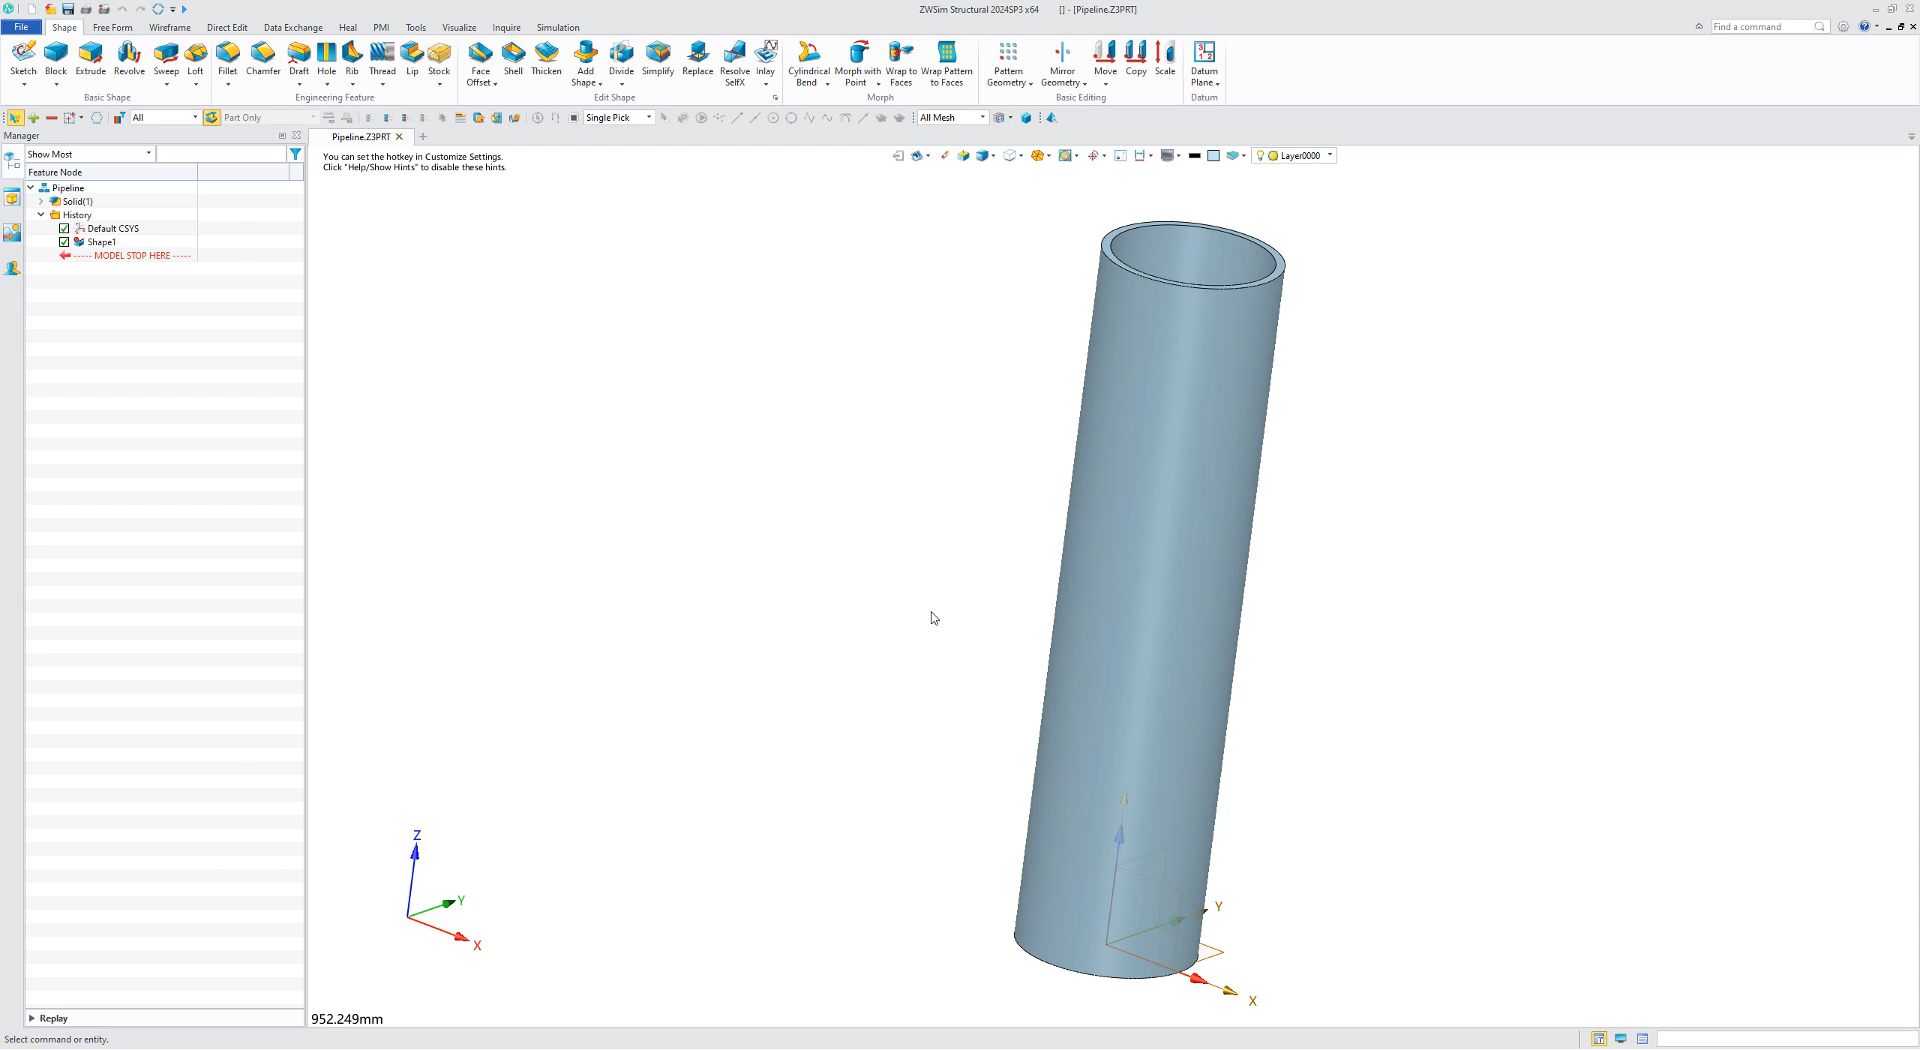 ZWSim Structural 2024SP3 x64 [] - [Pipeline.Z3PRT]
File Shape Free Form Wireframe Direct Edit Data Exchange Heal PMI Tools Visualize Inquire Simulation Find a command
Sketch Block Extrude Revolve Sweep Loft Fillet Chamfer Draft Hole Rib Thread Lip Stock Face Offset Shell Thicken Add Shape Divide Simplify Replace Resolve SelfX Inlay Cylindrical Bend Morph with Point Wrap to Faces Wrap Pattern to Faces Pattern Geometry Mirror Geometry Move Copy Scale Datum Plane
Basic Shape Engineering Feature Edit Shape Morph Basic Editing Datum
All Part Only Single Pick All Mesh
Manager Pipeline.Z3PRT
Show Most
You can set the hotkey in Customize Settings.
Click "Help/Show Hints" to disable these hints.
Layer0000
Feature Node
Pipeline
Solid(1)
History
Default CSYS
Shape1
----- MODEL STOP HERE -----
Z
Y
X
Y
X
Replay
952.249mm
Select command or entity.